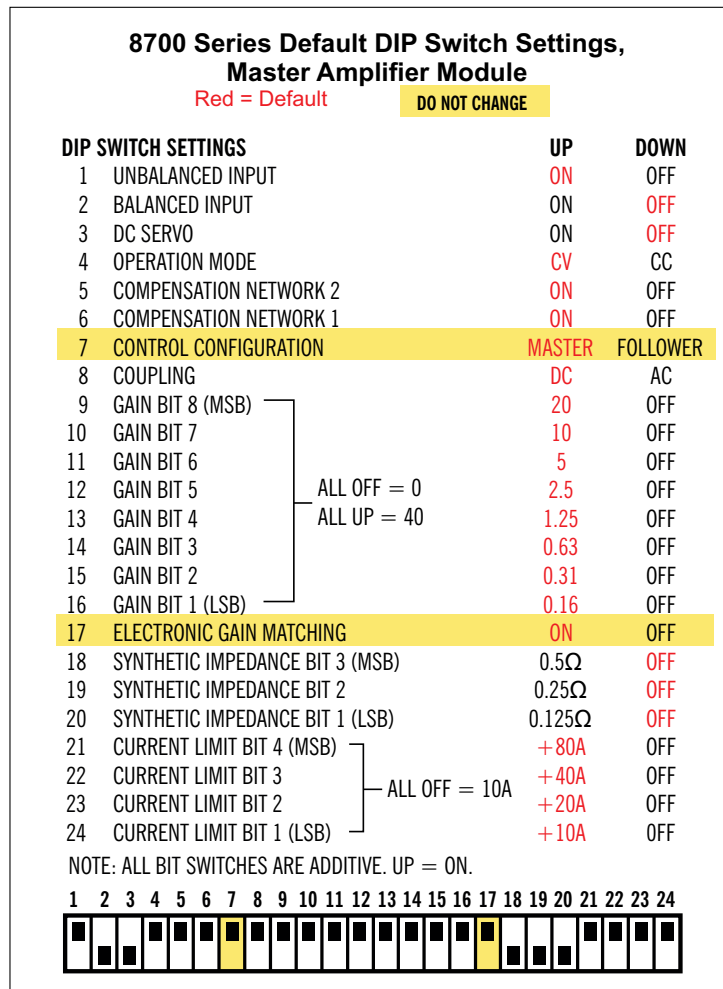 8700 Series Default DIP Switch Settings,
Master Amplifier Module
Red = Default DO NOT CHANGE
DIP SWITCH SETTINGS UP DOWN
1 UNBALANCED INPUT ON OFF
2 BALANCED INPUT ON OFF
3 DC SERVO ON OFF
4 OPERATION MODE CV CC
5 COMPENSATION NETWORK 2 ON OFF
6 COMPENSATION NETWORK 1 ON OFF
7 CONTROL CONFIGURATION MASTER FOLLOWER
8 COUPLING DC AC
9 GAIN BIT 8 (MSB) 20 OFF
10 GAIN BIT 7 10 OFF
11 GAIN BIT 6 5 OFF
12 GAIN BIT 5 ALL OFF = 0 2.5 OFF
13 GAIN BIT 4 ALL UP = 40 1.25 OFF
14 GAIN BIT 3 0.63 OFF
15 GAIN BIT 2 0.31 OFF
16 GAIN BIT 1 (LSB) 0.16 OFF
17 ELECTRONIC GAIN MATCHING ON OFF
18 SYNTHETIC IMPEDANCE BIT 3 (MSB) 0.5Ω OFF
19 SYNTHETIC IMPEDANCE BIT 2 0.25Ω OFF
20 SYNTHETIC IMPEDANCE BIT 1 (LSB) 0.125Ω OFF
21 CURRENT LIMIT BIT 4 (MSB) +80A OFF
22 CURRENT LIMIT BIT 3 ALL OFF = 10A +40A OFF
23 CURRENT LIMIT BIT 2 +20A OFF
24 CURRENT LIMIT BIT 1 (LSB) +10A OFF
NOTE: ALL BIT SWITCHES ARE ADDITIVE. UP = ON.
1 2 3 4 5 6 7 8 9 10 11 12 13 14 15 16 17 18 19 20 21 22 23 24